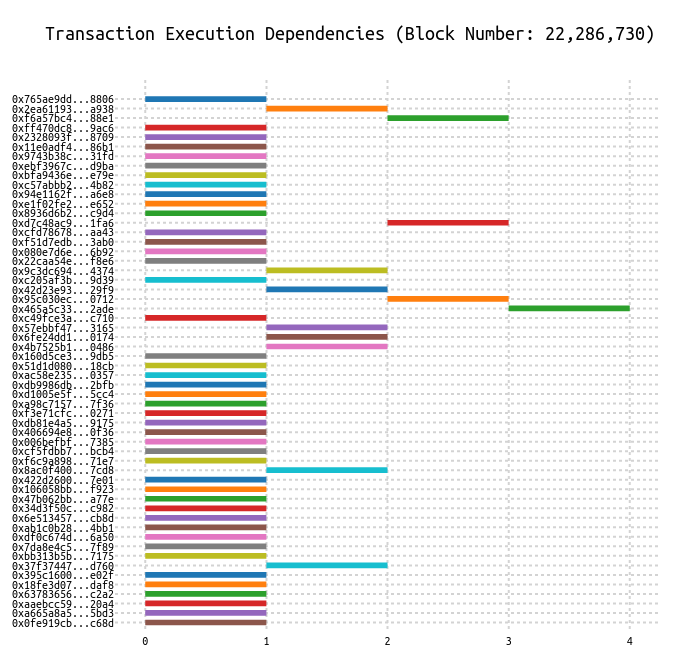 Transaction Execution Dependencies (Block Number: 22,286,730)
0x765ae9dd...8806
0x2ea61193...a938
0xf6a57bc4...88e1
0xff470dc8...9ac6
0x2328093f...8709
0x11e0adf4...86b1
0x9743b38c...31fd
0xebf3967c...d9ba
0xbfa9436e...e79e
0xc57abbb2...4b82
0x94e1162f...a6e8
0xe1f02fe2...e652
0x8936d6b2...c9d4
0xd7c48ac9...1fa6
0xcfd78678...aa43
0xf51d7edb...3ab0
0x080e7d6e...6b92
0x22caa54e...f8e6
0x9c3dc694...4374
0xc205af3b...9d39
0x42d23e93...29f9
0x95c030ec...0712
0x465a5c33...2ade
0xc49fce3a...c710
0x57ebbf47...3165
0x6fe24dd1...0174
0x4b7525b1...0486
0x160d5ce3...9db5
0x51d1d080...18cb
0xac58e235...0357
0xdb9986db...2bfb
0xd1005e5f...5cc4
0xa98c7157...7f36
0xf3e71cfc...0271
0xdb81e4a5...9175
0x406694e8...0f36
0x006befbf...7385
0xcf5fdbb7...bcb4
0xf6c9a898...71e7
0x8ac0f400...7cd8
0x422d2600...7e01
0x106058bb...f923
0x47b062bb...a77e
0x34d3f50c...c982
0x6e513457...cb8d
0xab1c0b28...4bb1
0xdf0c674d...6a50
0x7da8e4c5...7f89
0xbb313b5b...7175
0x37f37447...d760
0x395c1600...e02f
0x18fe3d07...daf8
0x63783656...c2a2
0xaaebcc59...20a4
0xa665a8a5...5bd3
0x0fe919cb...c68d
0 1 2 3 4